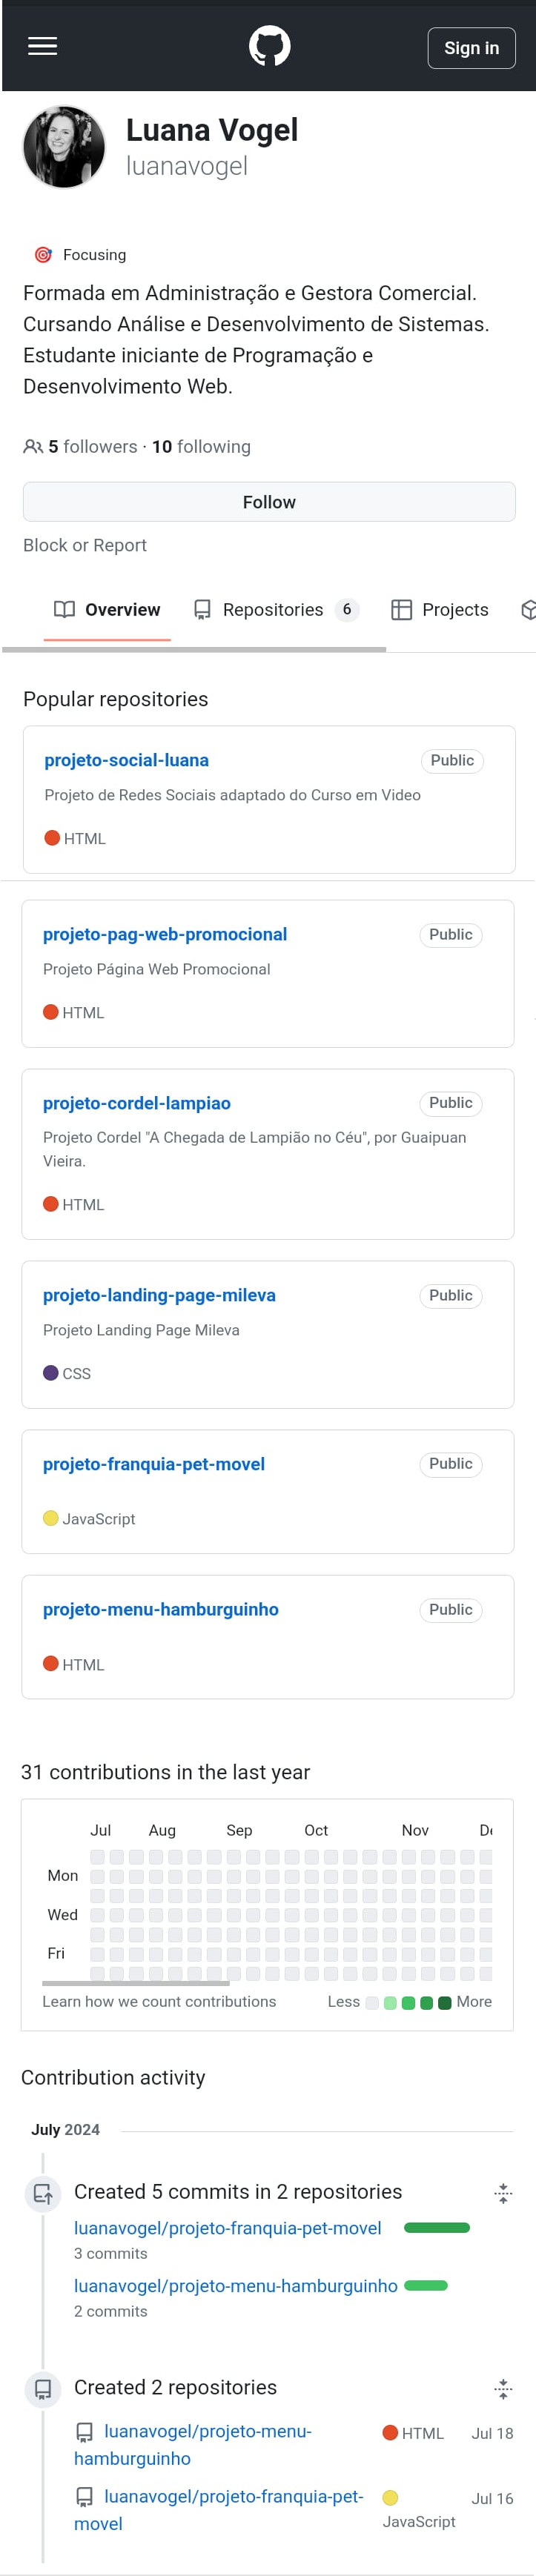 Sign in
Luana Vogel
luanavogel
Focusing
Formada em Administração e Gestora Comercial.
Cursando Análise e Desenvolvimento de Sistemas.
Estudante iniciante de Programação e
Desenvolvimento Web.
5 followers · 10 following
Follow
Block or Report
Overview Repositories 6 Projects
Popular repositories
projeto-social-luana Public
Projeto de Redes Sociais adaptado do Curso em Video
HTML
projeto-pag-web-promocional Public
Projeto Página Web Promocional
HTML
projeto-cordel-lampiao Public
Projeto Cordel "A Chegada de Lampião no Céu", por Guaipuan
Vieira.
HTML
projeto-landing-page-mileva Public
Projeto Landing Page Mileva
CSS
projeto-franquia-pet-movel Public
JavaScript
projeto-menu-hamburguinho Public
HTML
31 contributions in the last year
Jul Aug Sep Oct Nov
Mon
Wed
Fri
Learn how we count contributions Less More
Contribution activity
July 2024
Created 5 commits in 2 repositories
luanavogel/projeto-franquia-pet-movel
3 commits
luanavogel/projeto-menu-hamburguinho
2 commits
Created 2 repositories
luanavogel/projeto-menu- HTML Jul 18
hamburguinho
luanavogel/projeto-franquia-pet- Jul 16
movel JavaScript